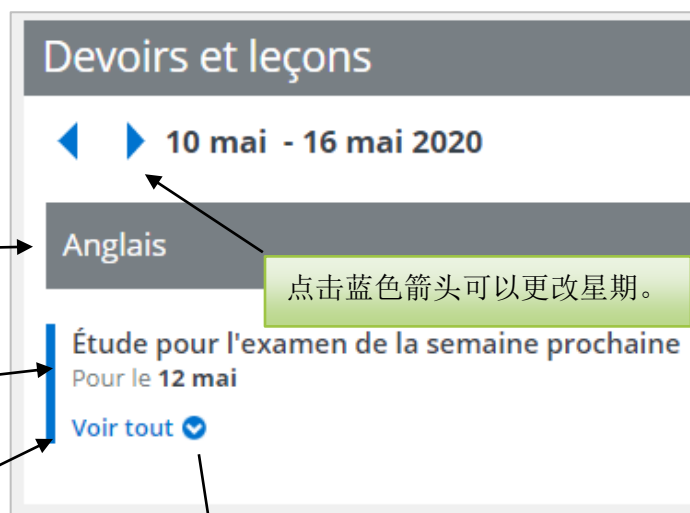 Devoirs et leçons
10 mai - 16 mai 2020
Anglais
点击蓝色箭头可以更改星期。
Étude pour l'examen de la semaine prochaine
Pour le 12 mai
Voir tout